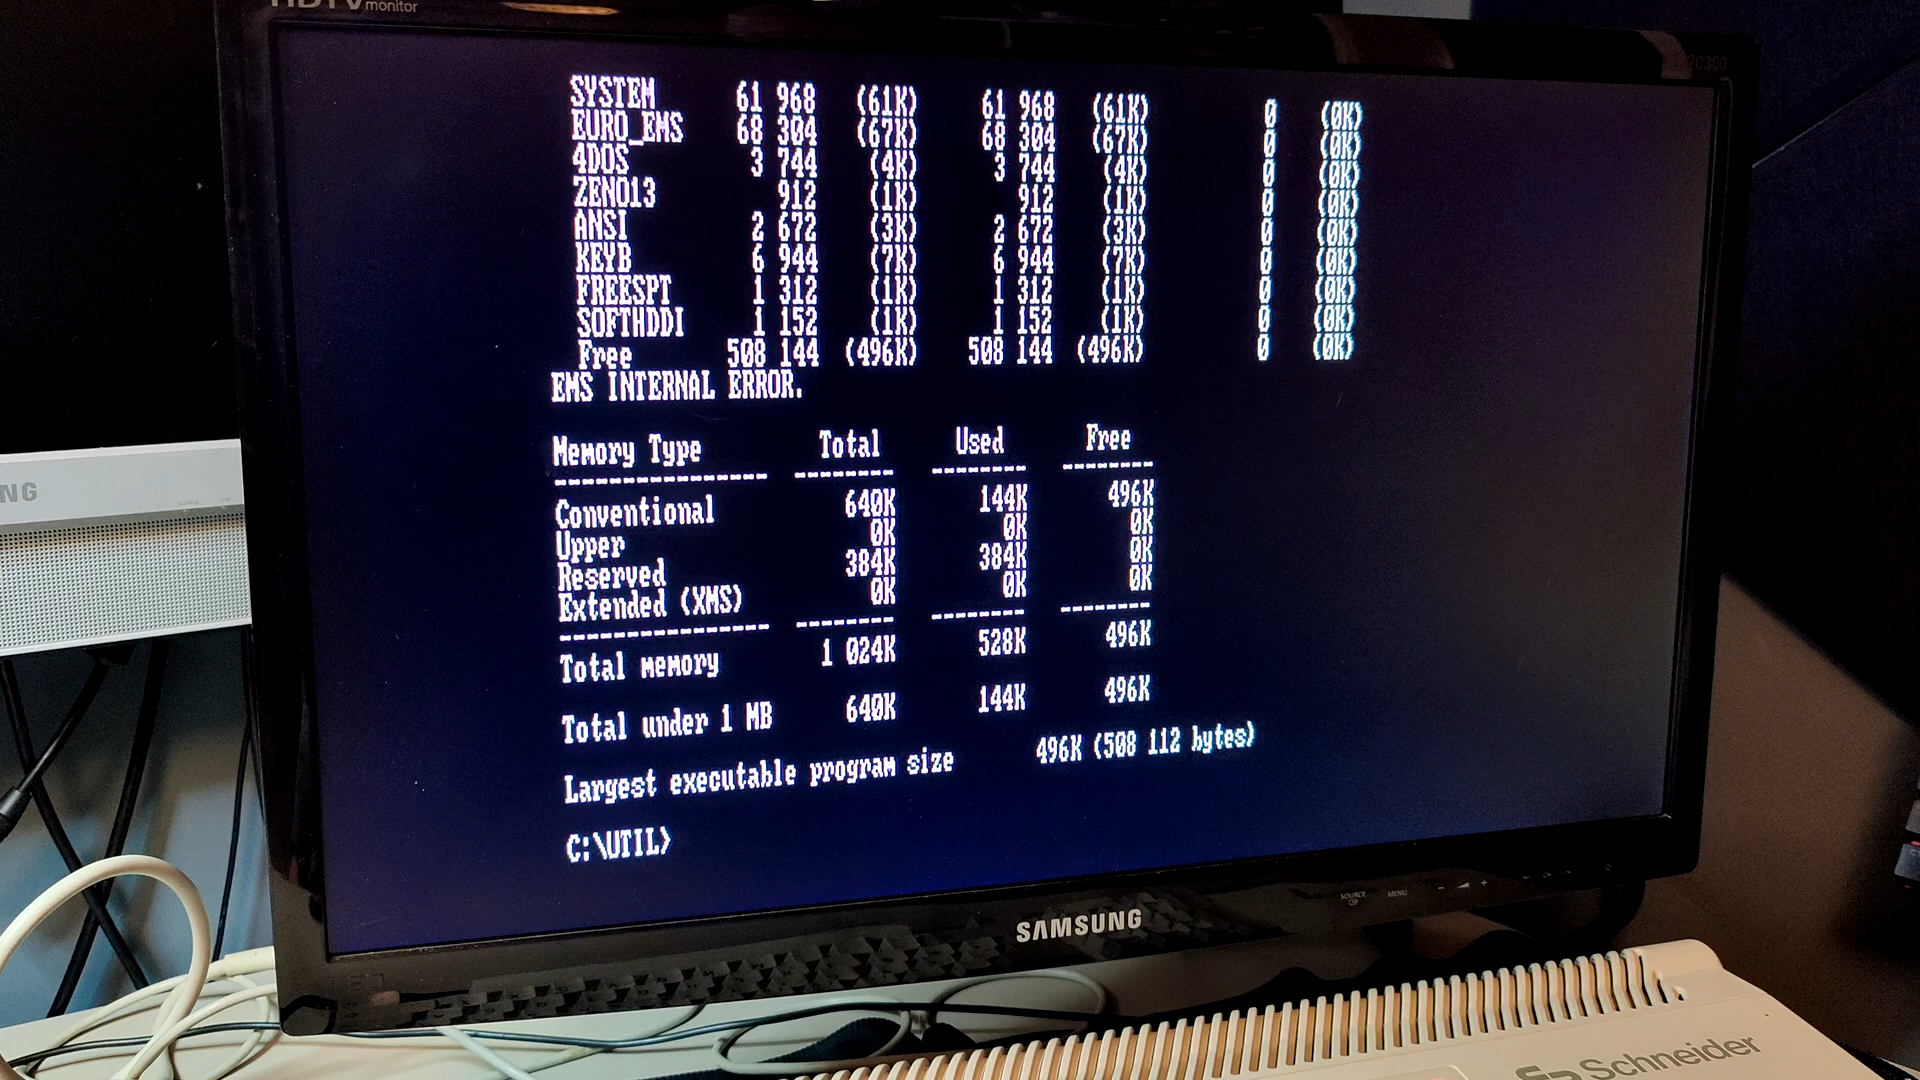 HDTV monitor
SYSTEM 61 968 (61K) 61 968 (61K) 0 (0K)
EURO_EMS 68 304 (67K) 68 304 (67K) 0 (0K)
4DOS 3 744 (4K) 3 744 (4K) 0 (0K)
ZENO13 912 (1K) 912 (1K) 0 (0K)
ANSI 2 672 (3K) 2 672 (3K) 0 (0K)
KEYB 6 944 (7K) 6 944 (7K) 0 (0K)
FREESPT 1 312 (1K) 1 312 (1K) 0 (0K)
SOFTHDDI 1 152 (1K) 1 152 (1K) 0 (0K)
Free 508 144 (496K) 508 144 (496K) 0 (0K)
EMS INTERNAL ERROR.
Memory Type Total Used Free
---------------- -------- -------- --------
Conventional 640K 144K 496K
Upper 0K 0K 0K
Reserved 384K 384K 0K
Extended (XMS) 0K 0K 0K
---------------- -------- -------- --------
Total memory 1 024K 528K 496K
Total under 1 MB 640K 144K 496K
Largest executable program size 496K (508 112 bytes)
C:\UTIL>
NG
SOURCE MENU - +
SAMSUNG
Schneider